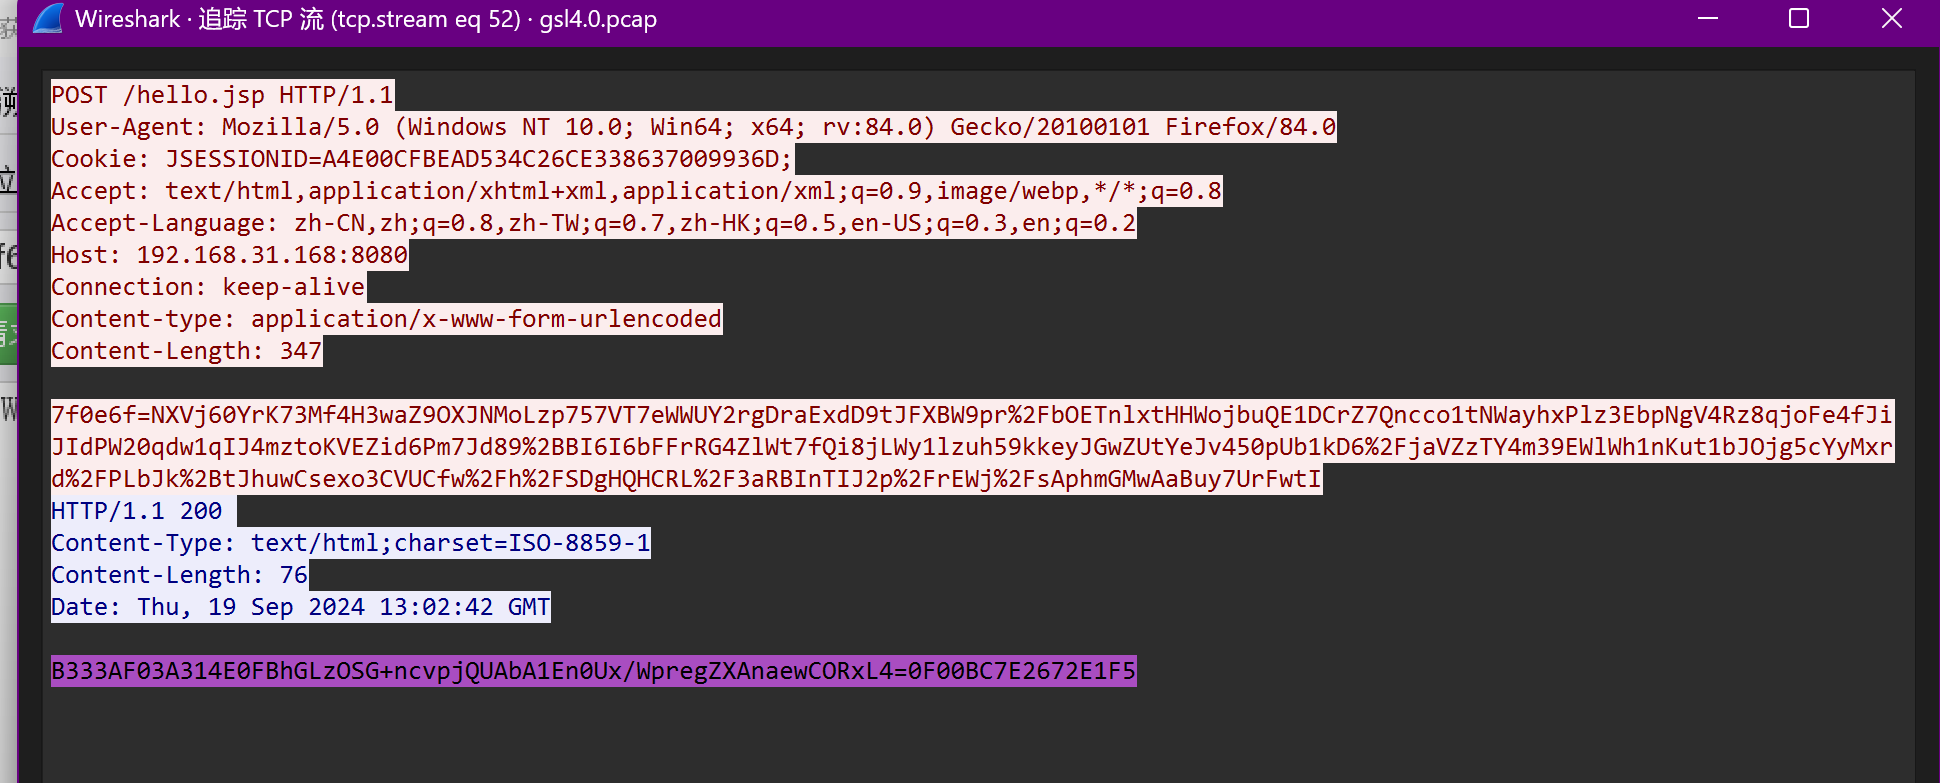 Wireshark · 追踪 TCP 流 (tcp.stream eq 52) · gsl4.0.pcap
POST /hello.jsp HTTP/1.1
User-Agent: Mozilla/5.0 (Windows NT 10.0; Win64; x64; rv:84.0) Gecko/20100101 Firefox/84.0
Cookie: JSESSIONID=A4E00CFBEAD534C26CE338637009936D;
Accept: text/html,application/xhtml+xml,application/xml;q=0.9,image/webp,*/*;q=0.8
Accept-Language: zh-CN,zh;q=0.8,zh-TW;q=0.7,zh-HK;q=0.5,en-US;q=0.3,en;q=0.2
Host: 192.168.31.168:8080
Connection: keep-alive
Content-type: application/x-www-form-urlencoded
Content-Length: 347
7f0e6f=NXVj60YrK73Mf4H3waZ9OXJNMoLzp757VT7eWWUY2rgDraExdD9tJFXBW9pr%2FbOETnlxtHHWojbuQE1DCrZ7Qncco1tNWayhxPlz3EbpNgV4Rz8qjoFe4fJi
JIdPW20qdw1qIJ4mztoKVEZid6Pm7Jd89%2BBI6I6bFFrRG4ZlWt7fQi8jLWy1lzuh59kkeyJGwZUtYeJv450pUb1kD6%2FjaVZzTY4m39EWlWh1nKut1bJOjg5cYyMxr
d%2FPLbJk%2BtJhuwCsexo3CVUCfw%2Fh%2FSDgHQHCRL%2F3aRBInTIJ2p%2FrEWj%2FsAphmGMwAaBuy7UrFwtI
HTTP/1.1 200
Content-Type: text/html;charset=ISO-8859-1
Content-Length: 76
Date: Thu, 19 Sep 2024 13:02:42 GMT
B333AF03A314E0FBhGLzOSG+ncvpjQUAbA1En0Ux/WpregZXAnaewCORxL4=0F00BC7E2672E1F5